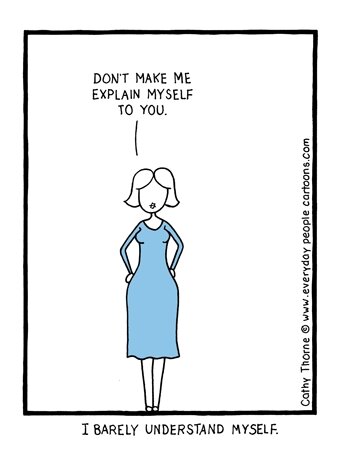 DON'T MAKE ME
EXPLAIN MYSELF
TO YOU.
Cathy Thorne © www.everyday people cartoons.com
I BARELY UNDERSTAND MYSELF.